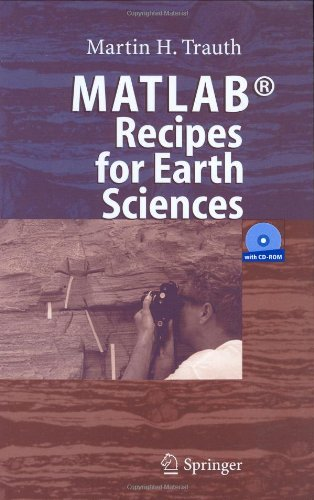 Martin H. Trauth
MATLAB®
Recipes
for Earth
Sciences
with CD-ROM
Springer